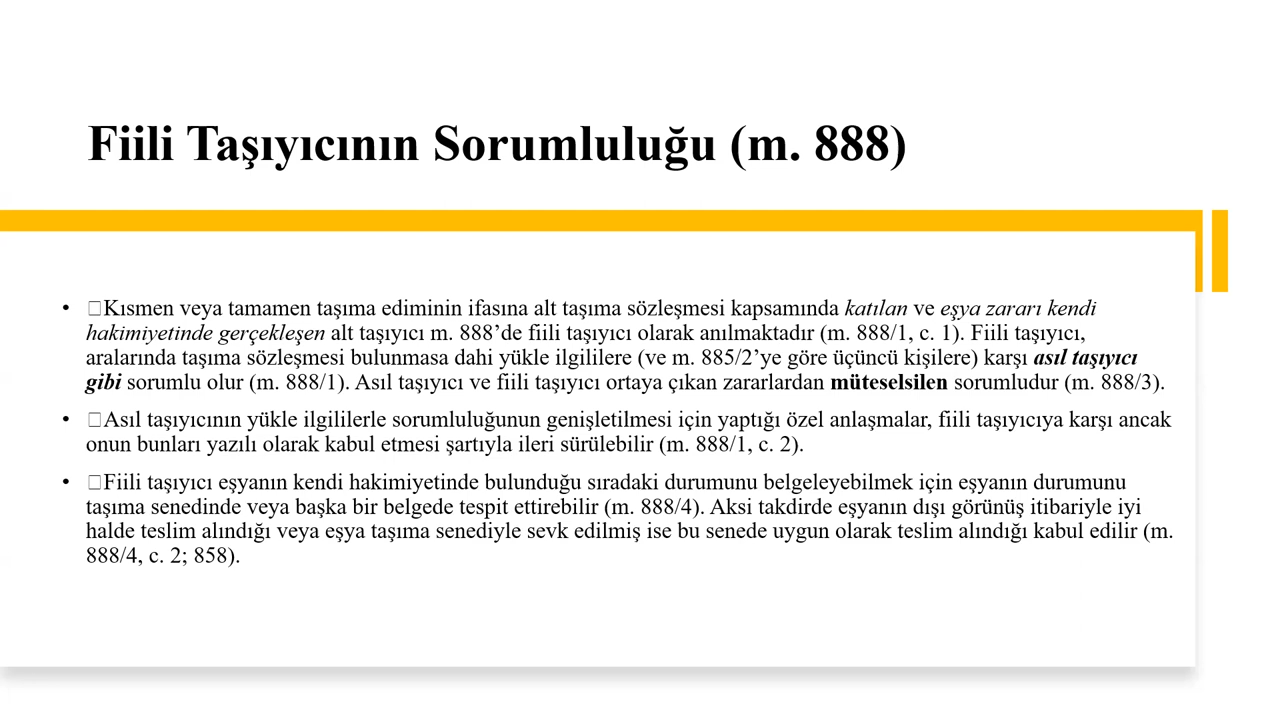 Fiili Taşıyıcının Sorumluluğu (m. 888)
• □Kısmen veya tamamen taşıma ediminin ifasına alt taşıma sözleşmesi kapsamında katılan ve eşya zararı kendi
hakimiyetinde gerçekleşen alt taşıyıcı m. 888’de fiili taşıyıcı olarak anılmaktadır (m. 888/1, c. 1). Fiili taşıyıcı,
aralarında taşıma sözleşmesi bulunmasa dahi yükle ilgililere (ve m. 885/2’ye göre üçüncü kişilere) karşı asıl taşıyıcı
gibi sorumlu olur (m. 888/1). Asıl taşıyıcı ve fiili taşıyıcı ortaya çıkan zararlardan müteselsilen sorumludur (m. 888/3).
• □Asıl taşıyıcının yükle ilgililerle sorumluluğunun genişletilmesi için yaptığı özel anlaşmalar, fiili taşıyıcıya karşı ancak
onun bunları yazılı olarak kabul etmesi şartıyla ileri sürülebilir (m. 888/1, c. 2).
• □Fiili taşıyıcı eşyanın kendi hakimiyetinde bulunduğu sıradaki durumunu belgeleyebilmek için eşyanın durumunu
taşıma senedinde veya başka bir belgede tespit ettirebilir (m. 888/4). Aksi takdirde eşyanın dışı görünüş itibariyle iyi
halde teslim alındığı veya eşya taşıma senediyle sevk edilmiş ise bu senede uygun olarak teslim alındığı kabul edilir (m.
888/4, c. 2; 858).